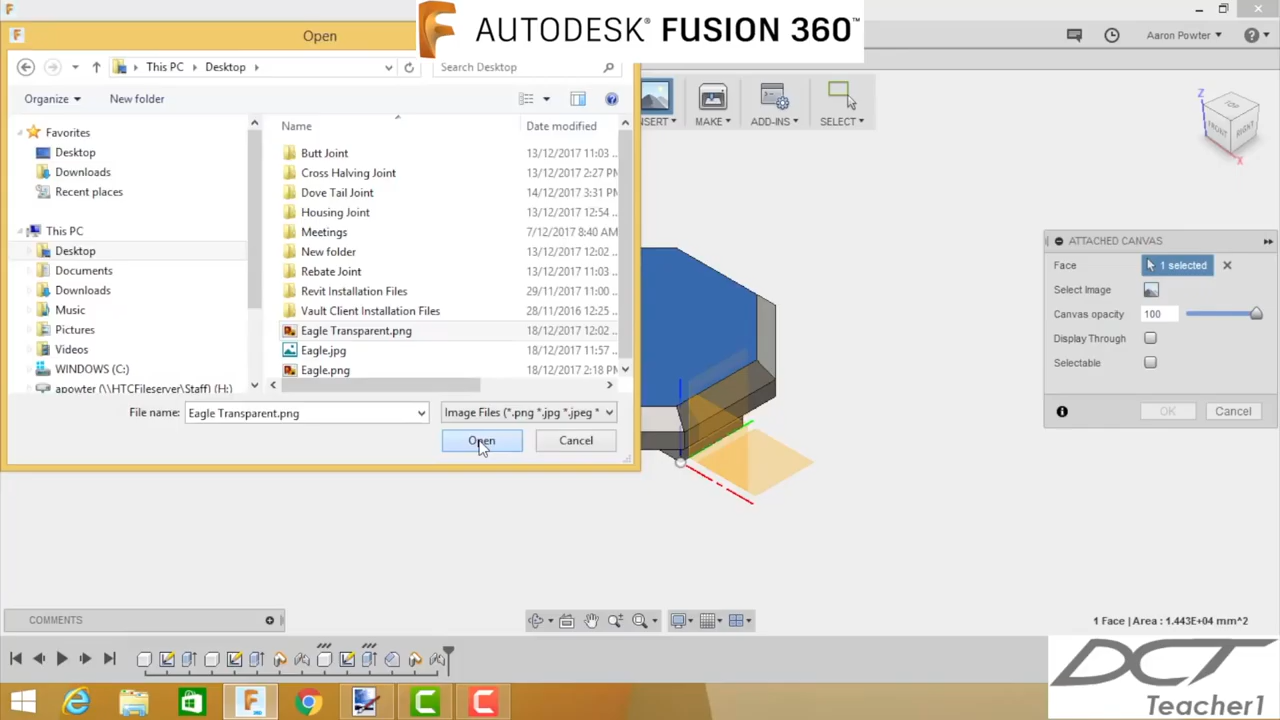 AUTODESK® FUSION 360™
Open
Aaron Powter
This PC
Desktop
Search Desktop
Organize
New folder
MAKE
ADD-INS
SELECT
Name
Date modified
Favorites
Desktop
Downloads
Recent places
This PC
Desktop
Documents
Downloads
Music
Pictures
Videos
WINDOWS (C:)
apowter (\\HTCFileserver\Staff) (H:)
Butt Joint 13/12/2017 11:03 ..
Cross Halving Joint 13/12/2017 2:27 P
Dove Tail Joint 14/12/2017 3:31 P
Housing Joint 13/12/2017 12:54 ..
Meetings 7/12/2017 8:40 AM
New folder 13/12/2017 12:02 ..
Rebate Joint 13/12/2017 11:03 ..
Revit Installation Files 29/11/2017 11:00 ..
Vault Client Installation Files 28/11/2016 12:25 ..
Eagle Transparent.png 18/12/2017 12:02 ..
Eagle.jpg 18/12/2017 11:57 ..
Eagle.png 18/12/2017 2:18 P
File name: Eagle Transparent.png
Image Files (*.png *.jpg *.jpeg *
Open
Cancel
Z
X
FRONT
RIGHT
ATTACHED CANVAS
Face 1 selected
Select Image
Canvas opacity 100
Display Through
Selectable
OK
Cancel
COMMENTS
1 Face | Area : 1.443E+04 mm^2
DCT
Teacher1